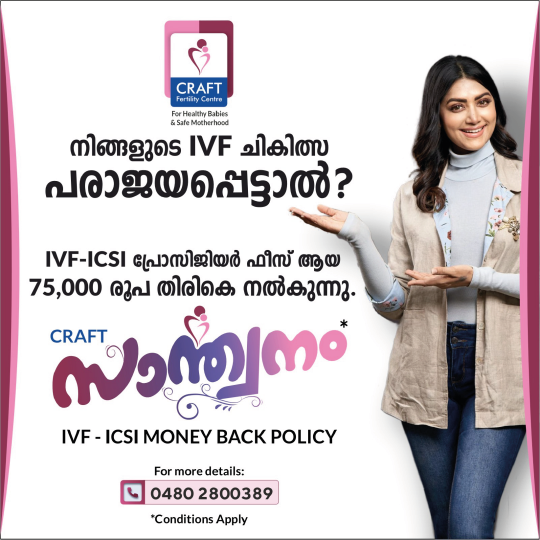 CRAFT
Fertility Centre
For Healthy Babies
& Safe Motherhood
നിങ്ങളുടെ IVF ചികിത്സ
പരാജയപ്പെട്ടാൽ?
IVF-ICSI പ്രോസിജിയർ ഫീസ് ആയ
75,000 രൂപ തിരികെ നൽകുന്നു.
CRAFT
സാന്ത്വനം*
IVF - ICSI MONEY BACK POLICY
For more details:
0480 2800389
*Conditions Apply